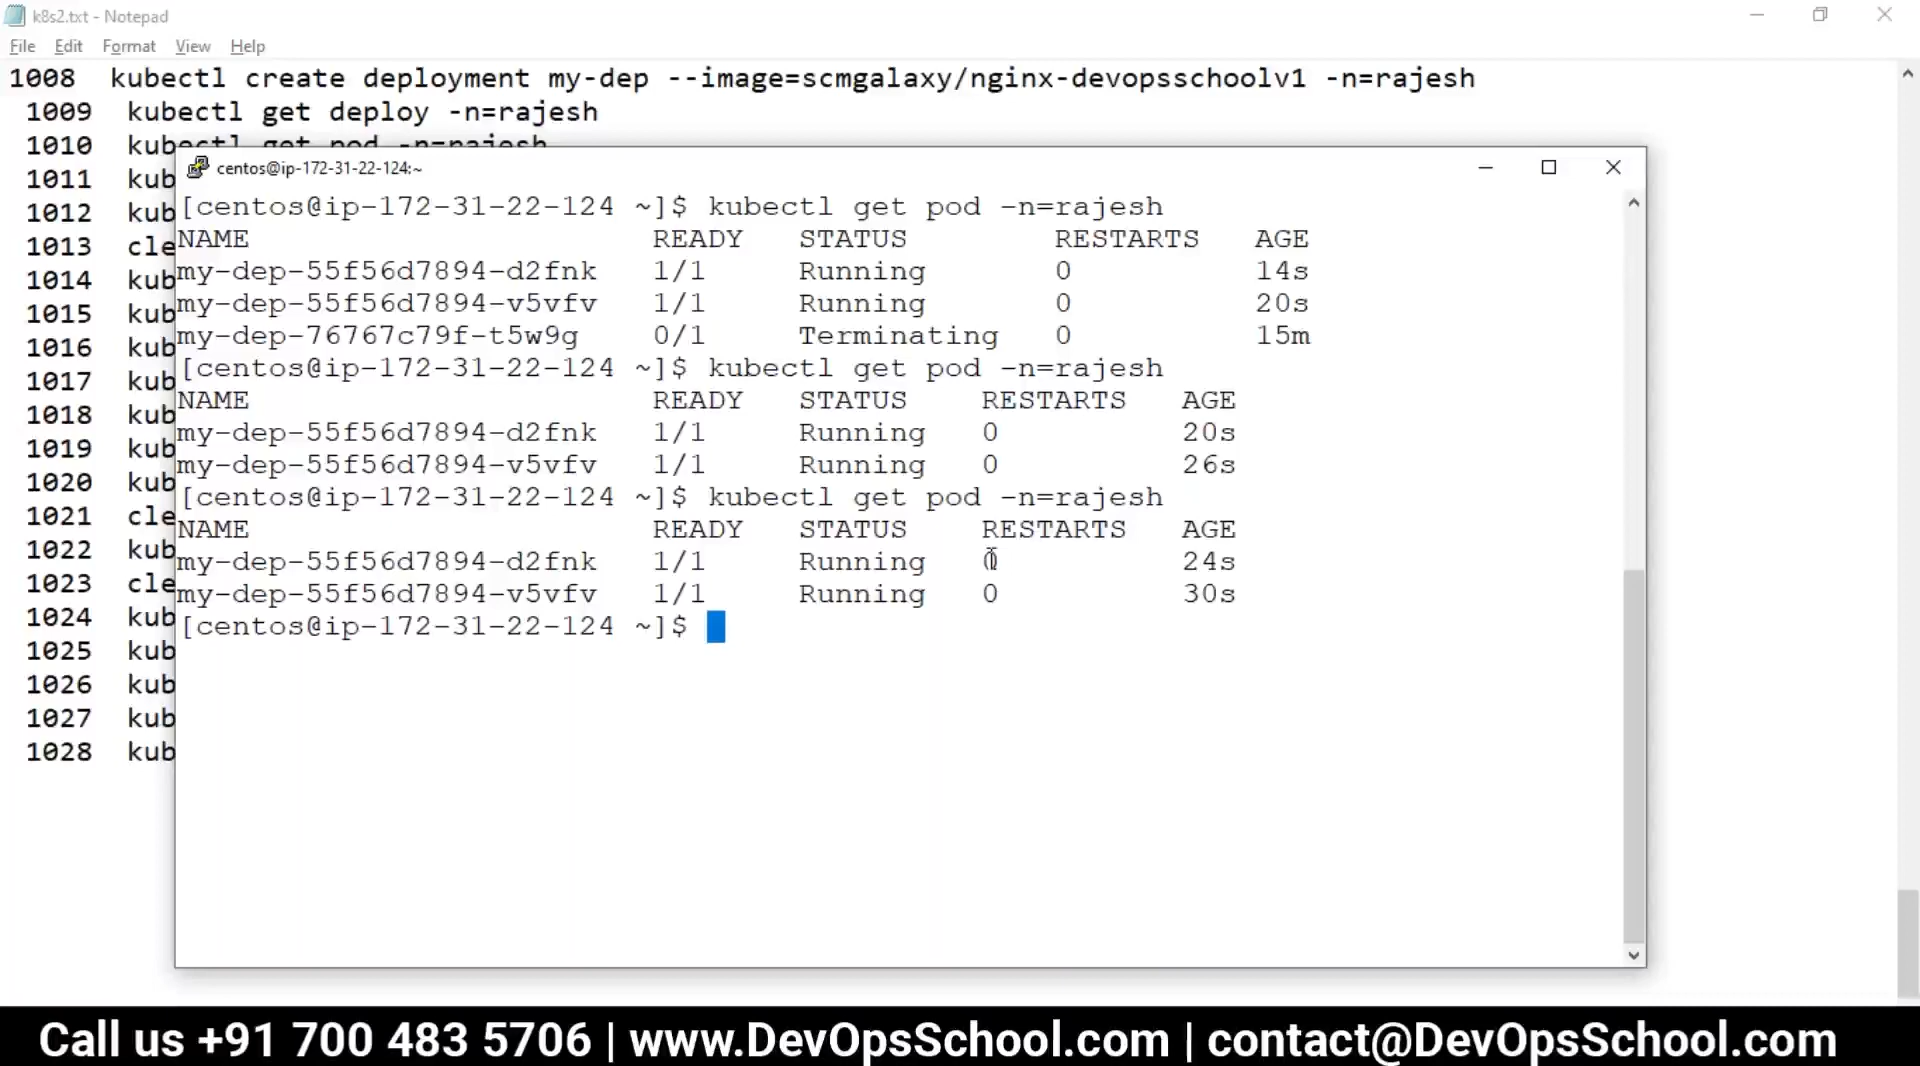 k8s2.txt - Notepad
File Edit Format View Help
1008 kubectl create deployment my-dep --image=scmgalaxy/nginx-devopsschoolv1 -n=rajesh
1009 kubectl get deploy -n=rajesh
1010 kubectl get pod -n=rajesh
1011 kub
1012 kub
1013 cle
1014 kub
1015 kub
1016 kub
1017 kub
1018 kub
1019 kub
1020 kub
1021 cle
1022 kub
1023 cle
1024 kub
1025 kub
1026 kub
1027 kub
1028 kub
centos@ip-172-31-22-124:~
[centos@ip-172-31-22-124 ~]$ kubectl get pod -n=rajesh
NAME READY STATUS RESTARTS AGE
my-dep-55f56d7894-d2fnk 1/1 Running 0 14s
my-dep-55f56d7894-v5vfv 1/1 Running 0 20s
my-dep-76767c79f-t5w9g 0/1 Terminating 0 15m
[centos@ip-172-31-22-124 ~]$ kubectl get pod -n=rajesh
NAME READY STATUS RESTARTS AGE
my-dep-55f56d7894-d2fnk 1/1 Running 0 20s
my-dep-55f56d7894-v5vfv 1/1 Running 0 26s
[centos@ip-172-31-22-124 ~]$ kubectl get pod -n=rajesh
NAME READY STATUS RESTARTS AGE
my-dep-55f56d7894-d2fnk 1/1 Running 0 24s
my-dep-55f56d7894-v5vfv 1/1 Running 0 30s
[centos@ip-172-31-22-124 ~]$
Call us +91 700 483 5706 | www.DevOpsSchool.com | contact@DevOpsSchool.com